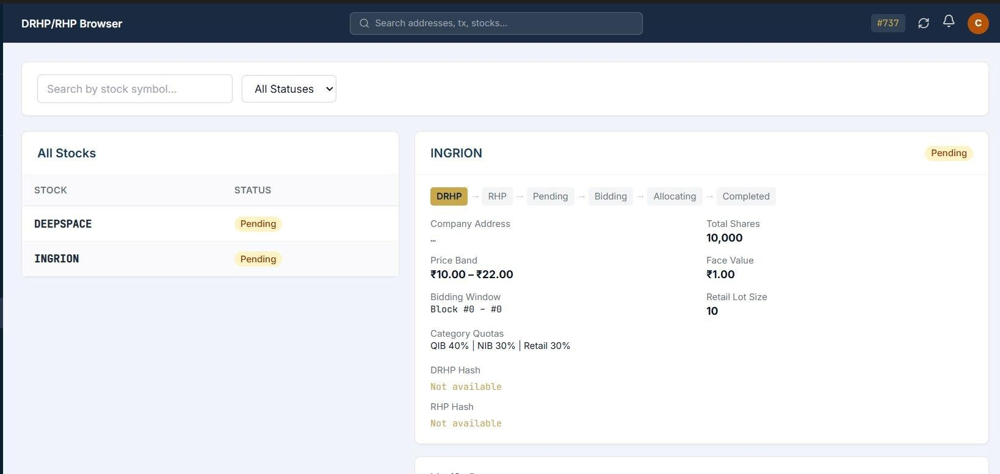 DRHP/RHP Browser
Search addresses, tx, stocks...
#737
C
Search by stock symbol...
All Statuses
All Stocks
STOCK STATUS
DEEPSPACE Pending
INGRION Pending
INGRION Pending
DRHP → RHP → Pending → Bidding → Allocating → Completed
Company Address
…
Total Shares
10,000
Price Band
₹10.00 – ₹22.00
Face Value
₹1.00
Bidding Window
Block #0 – #0
Retail Lot Size
10
Category Quotas
QIB 40% | NIB 30% | Retail 30%
DRHP Hash
Not available
RHP Hash
Not available